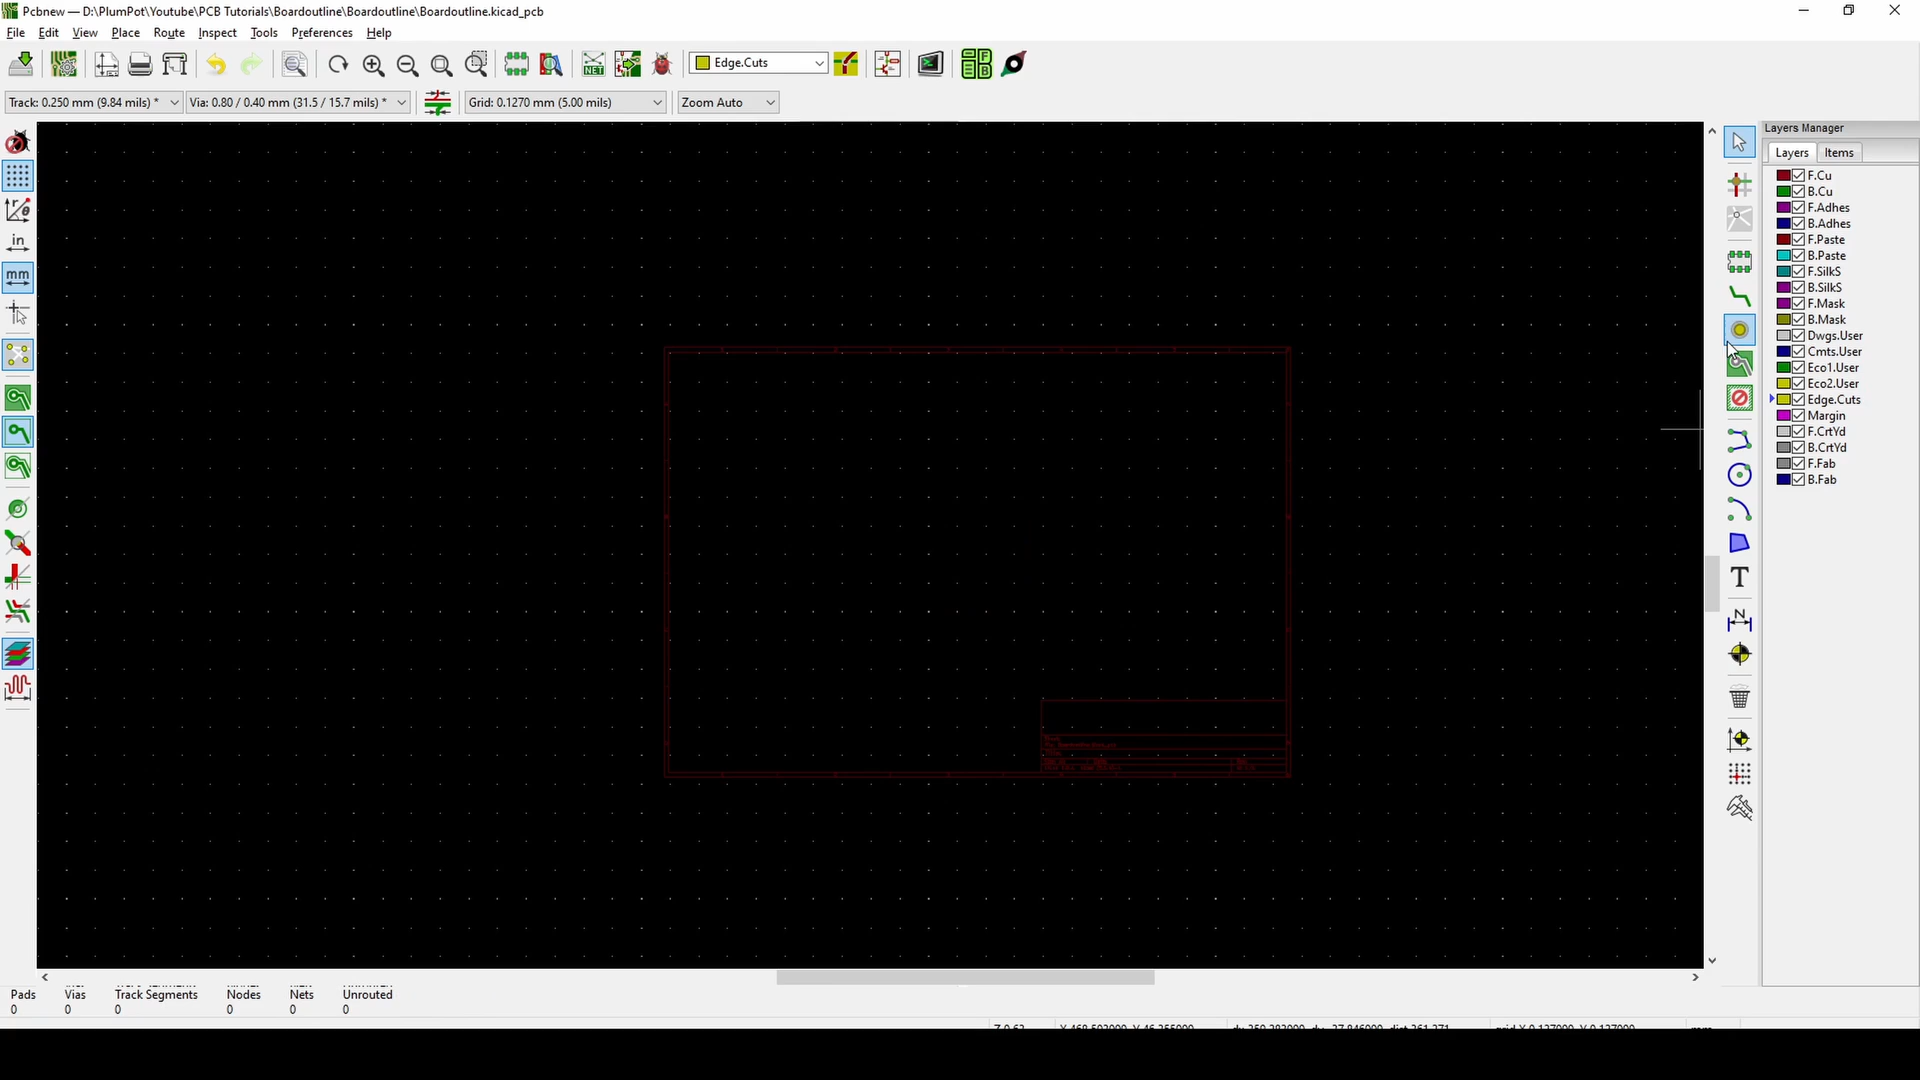 Pcbnew — D:\PlumPot\Youtube\PCB Tutorials\Boardoutline\Boardoutline\Boardoutline.kicad_pcb
File Edit View Place Route Inspect Tools Preferences Help
NET Edge.Cuts F B
Track: 0.250 mm (9.84 mils) * Via: 0.80 / 0.40 mm (31.5 / 15.7 mils) * Grid: 0.1270 mm (5.00 mils) Zoom Auto
Layers Manager
Layers Items
F.Cu
B.Cu
F.Adhes
B.Adhes
F.Paste
B.Paste
F.SilkS
B.SilkS
F.Mask
B.Mask
Dwgs.User
Cmts.User
Eco1.User
Eco2.User
Edge.Cuts
Margin
F.CrtYd
B.CrtYd
F.Fab
B.Fab
in
mm
T
N
Pads Vias Track Segments Nodes Nets Unrouted
0 0 0 0 0 0